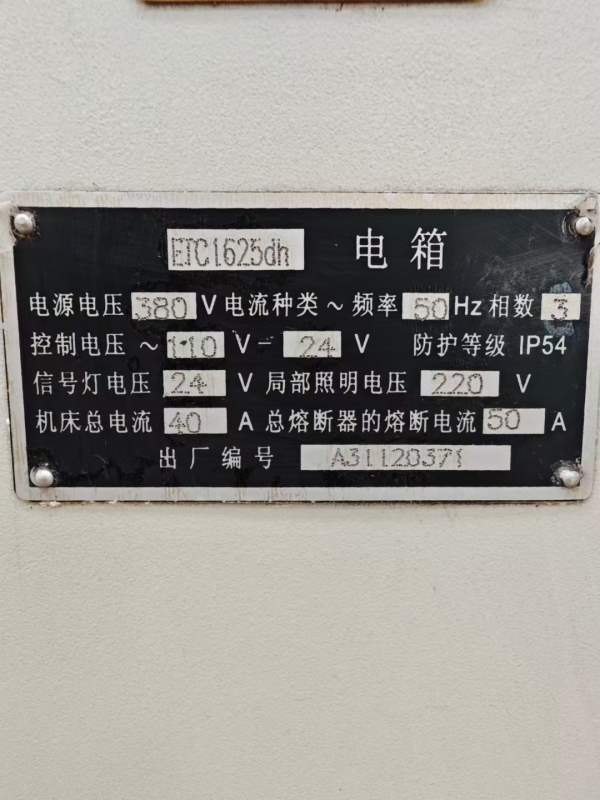 ETC1625dh 电箱
电源电压 380 V 电流种类 ~ 频率 50 Hz 相数 3
控制电压 ~ 110 V — 24 V 防护等级 IP54
信号灯电压 24 V 局部照明电压 220 V
机床总电流 40 A 总熔断器的熔断电流 50 A
出厂编号 A31120371